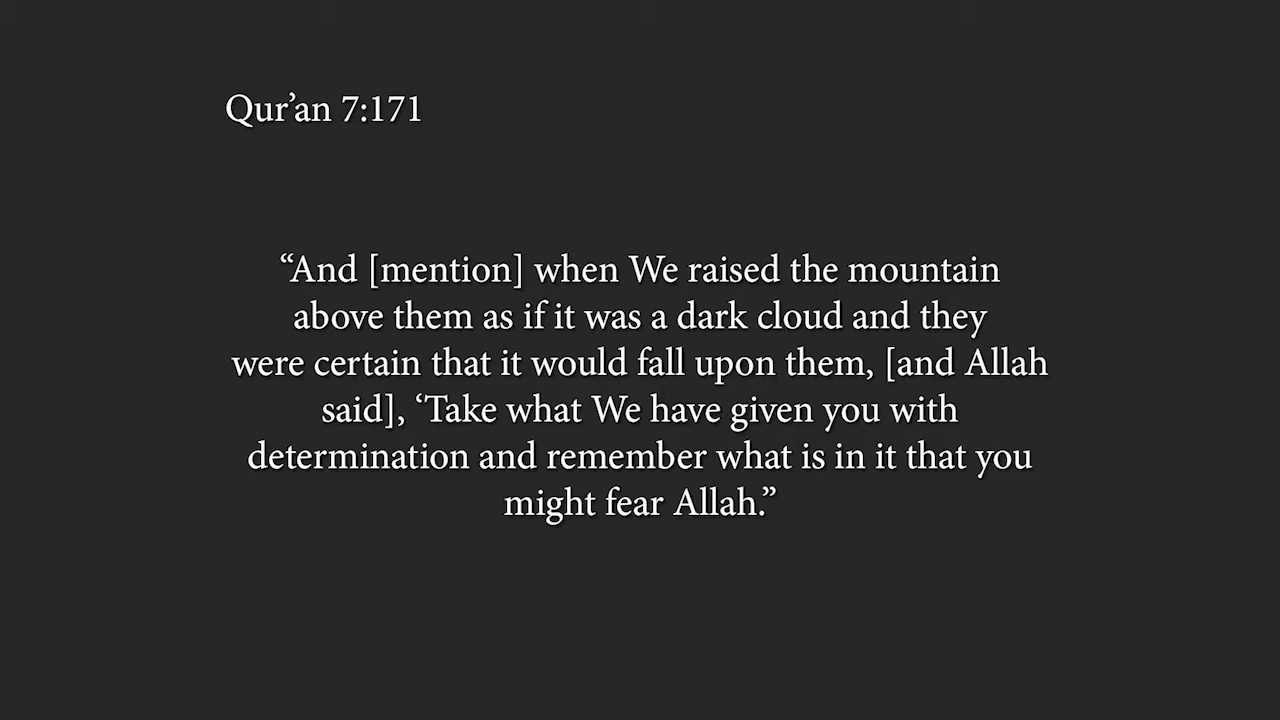 Qur’an 7:171
“And [mention] when We raised the mountain
above them as if it was a dark cloud and they
were certain that it would fall upon them, [and Allah
said], ‘Take what We have given you with
determination and remember what is in it that you
might fear Allah.”